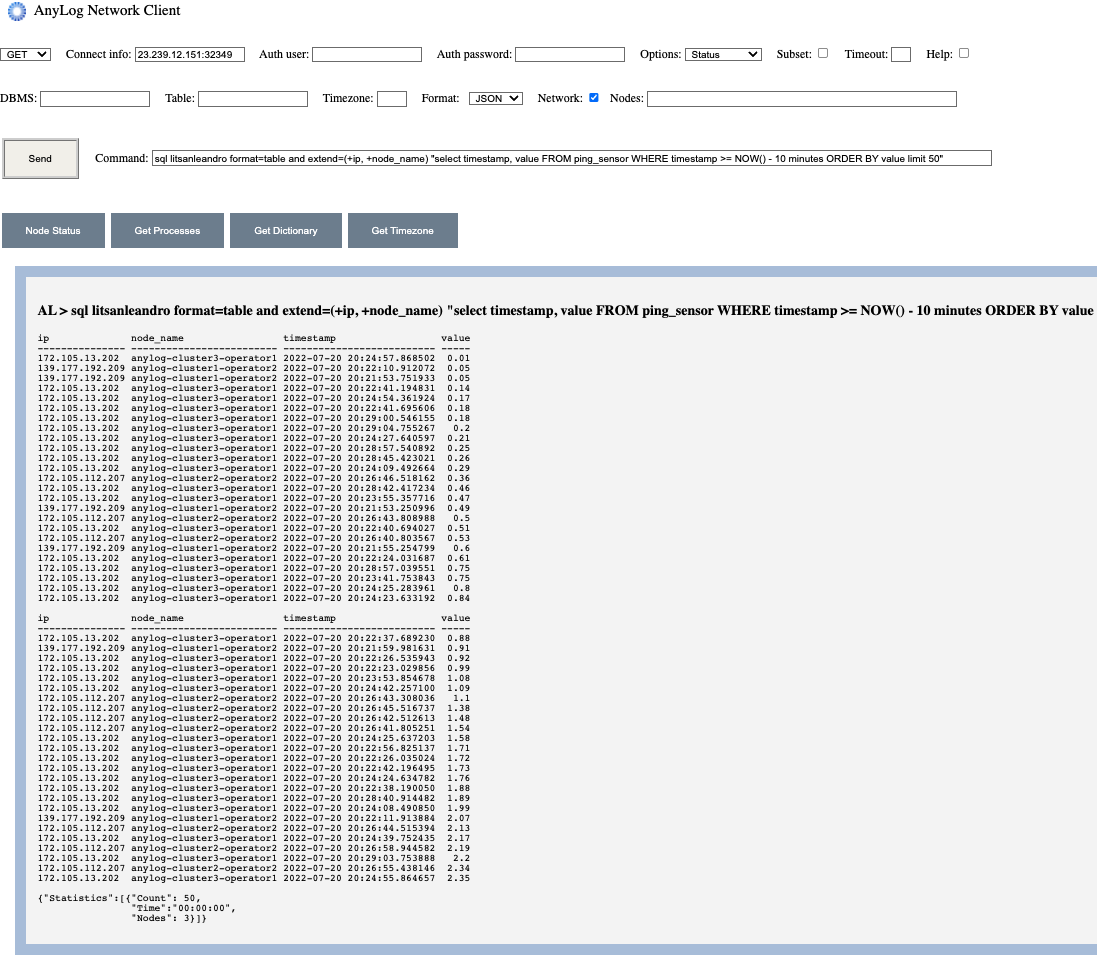 AnyLog Network Client
GET Connect info: 23.239.12.151:32349 Auth user: Auth password: Options: Status Subset: Timeout: Help:
DBMS: Table: Timezone: Format: JSON Network: Nodes:
Send Command: sql litsanleandro format=table and extend=(+ip, +node_name) "select timestamp, value FROM ping_sensor WHERE timestamp >= NOW() - 10 minutes ORDER BY value limit 50"
Node Status Get Processes Get Dictionary Get Timezone
AL > sql litsanleandro format=table and extend=(+ip, +node_name) "select timestamp, value FROM ping_sensor WHERE timestamp >= NOW() - 10 minutes ORDER BY value
ip node_name timestamp value
--------------- ------------------------- -------------------------- -----
172.105.13.202 anylog-cluster3-operator1 2022-07-20 20:24:57.868502 0.01
139.177.192.209 anylog-cluster1-operator2 2022-07-20 20:22:10.912072 0.05
139.177.192.209 anylog-cluster1-operator2 2022-07-20 20:21:53.751933 0.05
172.105.13.202 anylog-cluster3-operator1 2022-07-20 20:22:41.194831 0.14
172.105.13.202 anylog-cluster3-operator1 2022-07-20 20:24:54.361924 0.17
172.105.13.202 anylog-cluster3-operator1 2022-07-20 20:22:41.695606 0.18
172.105.13.202 anylog-cluster3-operator1 2022-07-20 20:29:00.546155 0.18
172.105.13.202 anylog-cluster3-operator1 2022-07-20 20:29:04.755267 0.2
172.105.13.202 anylog-cluster3-operator1 2022-07-20 20:24:27.640597 0.21
172.105.13.202 anylog-cluster3-operator1 2022-07-20 20:28:57.540892 0.25
172.105.13.202 anylog-cluster3-operator1 2022-07-20 20:28:45.423021 0.26
172.105.13.202 anylog-cluster3-operator1 2022-07-20 20:24:09.492664 0.29
172.105.112.207 anylog-cluster2-operator2 2022-07-20 20:26:46.518162 0.36
172.105.13.202 anylog-cluster3-operator1 2022-07-20 20:28:42.417234 0.46
172.105.13.202 anylog-cluster3-operator1 2022-07-20 20:23:55.357716 0.47
139.177.192.209 anylog-cluster1-operator2 2022-07-20 20:21:53.250996 0.49
172.105.112.207 anylog-cluster2-operator2 2022-07-20 20:26:43.808988 0.5
172.105.13.202 anylog-cluster3-operator1 2022-07-20 20:22:40.694027 0.51
172.105.112.207 anylog-cluster2-operator2 2022-07-20 20:26:40.803567 0.53
139.177.192.209 anylog-cluster1-operator2 2022-07-20 20:21:55.254799 0.6
172.105.13.202 anylog-cluster3-operator1 2022-07-20 20:22:24.031687 0.61
172.105.13.202 anylog-cluster3-operator1 2022-07-20 20:28:57.039551 0.75
172.105.13.202 anylog-cluster3-operator1 2022-07-20 20:23:41.753843 0.75
172.105.13.202 anylog-cluster3-operator1 2022-07-20 20:24:25.283961 0.8
172.105.13.202 anylog-cluster3-operator1 2022-07-20 20:24:23.633192 0.84
ip node_name timestamp value
--------------- ------------------------- -------------------------- -----
172.105.13.202 anylog-cluster3-operator1 2022-07-20 20:22:37.689230 0.88
139.177.192.209 anylog-cluster1-operator2 2022-07-20 20:21:59.981631 0.91
172.105.13.202 anylog-cluster3-operator1 2022-07-20 20:22:26.535943 0.92
172.105.13.202 anylog-cluster3-operator1 2022-07-20 20:22:23.029856 0.99
172.105.13.202 anylog-cluster3-operator1 2022-07-20 20:23:53.854678 1.08
172.105.13.202 anylog-cluster3-operator1 2022-07-20 20:24:42.257100 1.09
172.105.112.207 anylog-cluster2-operator2 2022-07-20 20:26:43.308036 1.1
172.105.112.207 anylog-cluster2-operator2 2022-07-20 20:26:45.516737 1.38
172.105.112.207 anylog-cluster2-operator2 2022-07-20 20:26:42.512613 1.48
172.105.112.207 anylog-cluster2-operator2 2022-07-20 20:26:41.805251 1.54
172.105.13.202 anylog-cluster3-operator1 2022-07-20 20:24:25.637203 1.58
172.105.13.202 anylog-cluster3-operator1 2022-07-20 20:22:56.825137 1.71
172.105.13.202 anylog-cluster3-operator1 2022-07-20 20:22:26.035024 1.72
172.105.13.202 anylog-cluster3-operator1 2022-07-20 20:22:42.196495 1.73
172.105.13.202 anylog-cluster3-operator1 2022-07-20 20:24:24.634782 1.76
172.105.13.202 anylog-cluster3-operator1 2022-07-20 20:22:38.190050 1.88
172.105.13.202 anylog-cluster3-operator1 2022-07-20 20:28:40.914482 1.89
172.105.13.202 anylog-cluster3-operator1 2022-07-20 20:24:08.490850 1.99
139.177.192.209 anylog-cluster1-operator2 2022-07-20 20:22:11.913884 2.07
172.105.112.207 anylog-cluster2-operator2 2022-07-20 20:26:44.515394 2.13
172.105.13.202 anylog-cluster3-operator1 2022-07-20 20:24:39.752435 2.17
172.105.112.207 anylog-cluster2-operator2 2022-07-20 20:26:58.944582 2.19
172.105.13.202 anylog-cluster3-operator1 2022-07-20 20:29:03.753888 2.2
172.105.112.207 anylog-cluster2-operator2 2022-07-20 20:26:55.438146 2.34
172.105.13.202 anylog-cluster3-operator1 2022-07-20 20:24:55.864657 2.35
{"Statistics":[{"Count": 50,
"Time":"00:00:00",
"Nodes": 3}]}